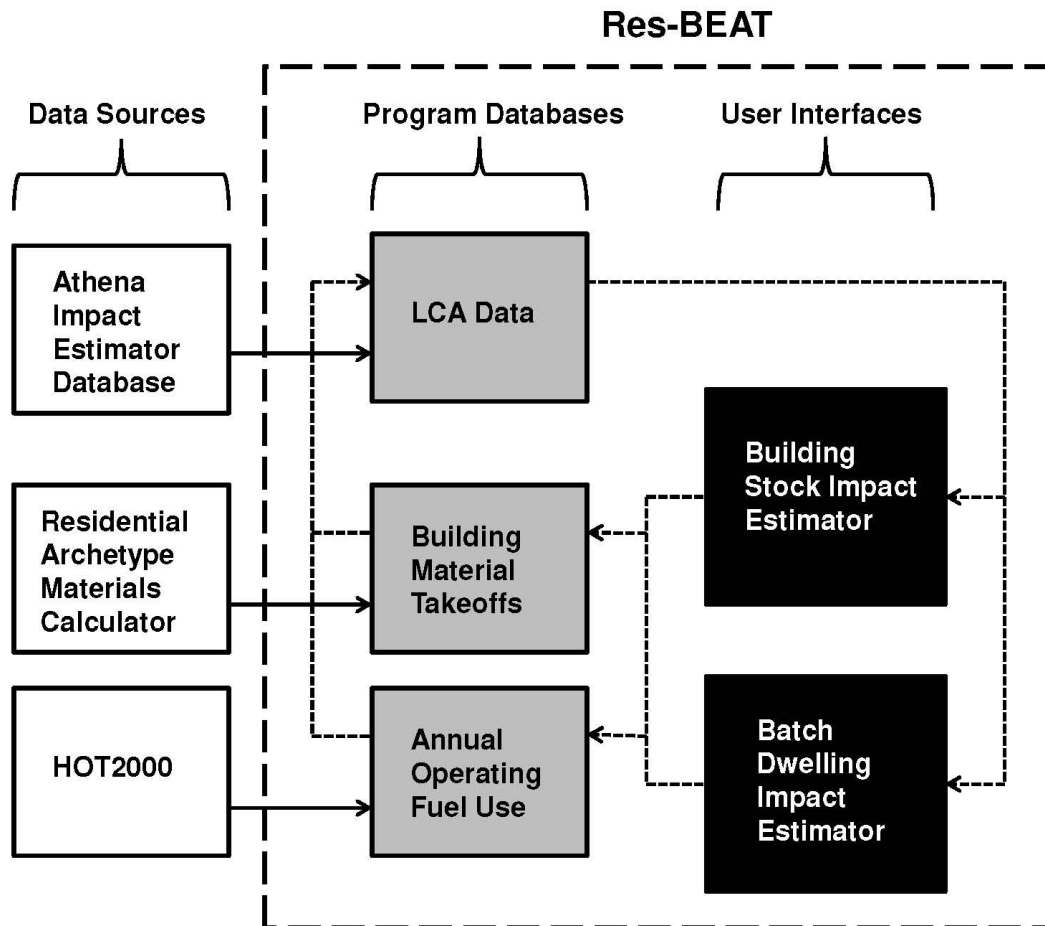 Res-BEAT
Data Sources
Program Databases
User Interfaces
Athena
Impact
Estimator
Database
LCA Data
Building
Stock Impact
Estimator
Residential
Archetype
Materials
Calculator
Building
Material
Takeoffs
HOT2000
Annual
Operating
Fuel Use
Batch
Dwelling
Impact
Estimator